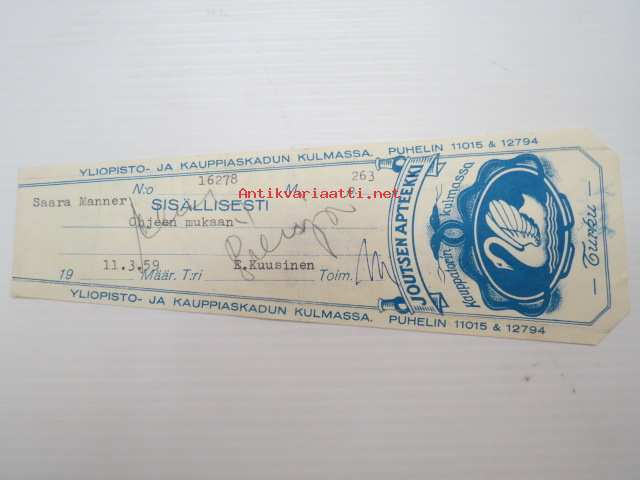 YLIOPISTO- JA KAUPPIASKADUN KULMASSA. PUHELIN 11015 & 12794
N:o 16278 263
Antikvariaatti.net
Saara Manner SISÄLLISESTI
Ohjeen mukaan
19 11.3.59 Määr. T:ri E.Kuusinen Toim.
YLIOPISTO- JA KAUPPIASKADUN KULMASSA. PUHELIN 11015 & 12794
JOUTSEN APTEEKKI
Kauppatorin kulmassa
Turku